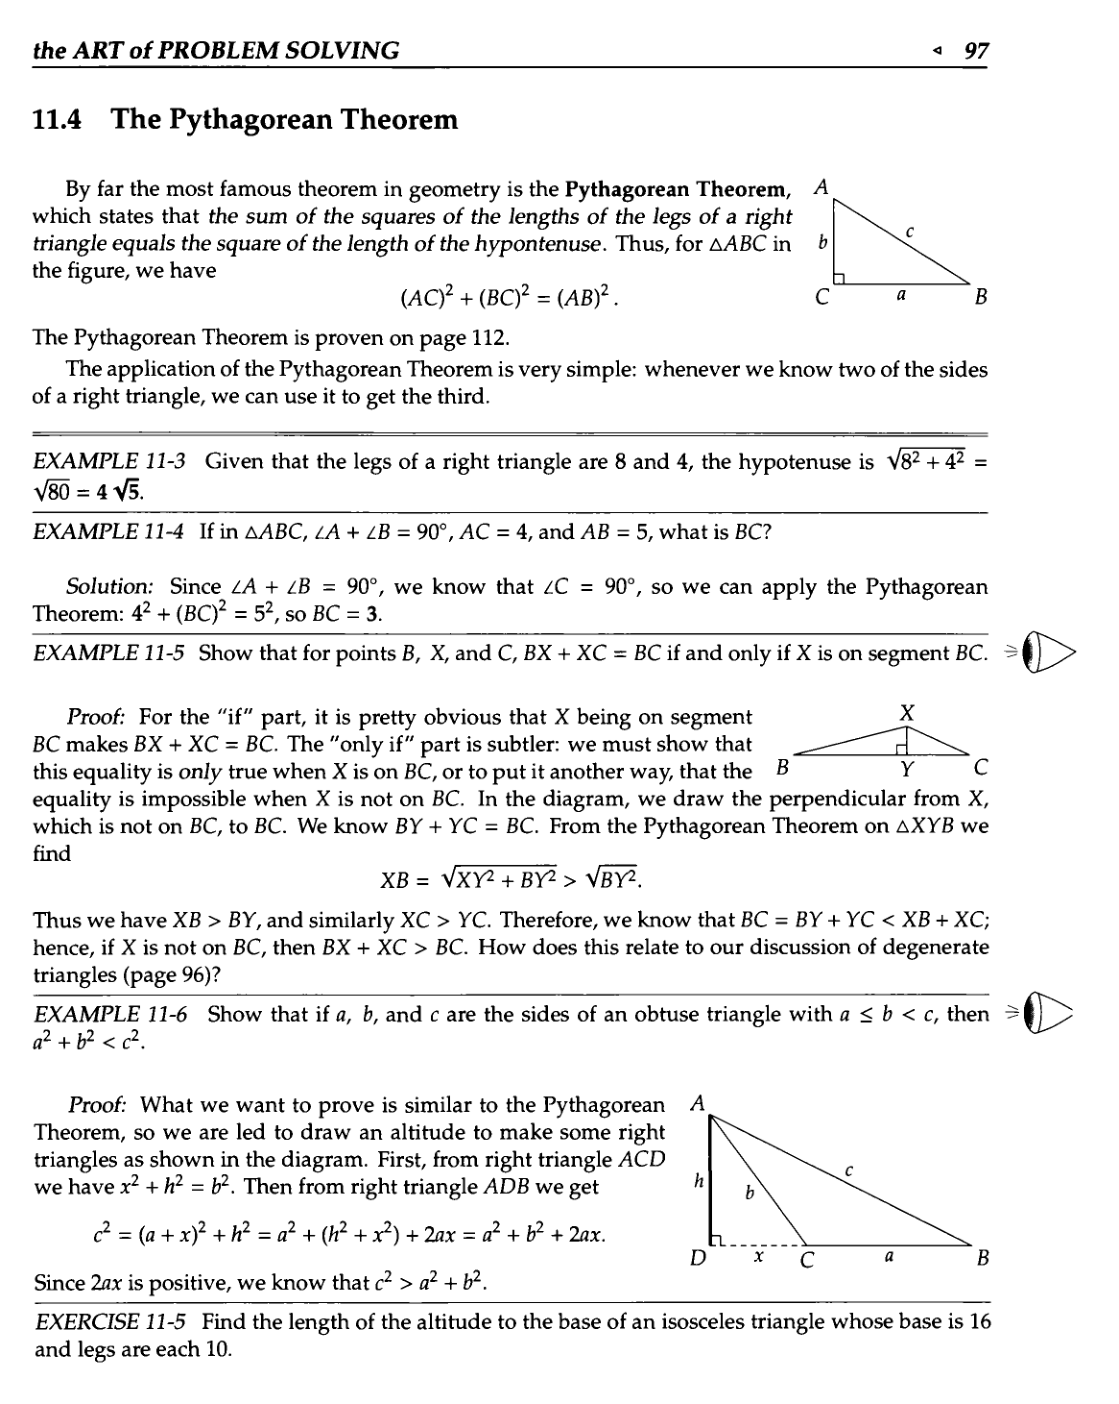 the ART of PROBLEM SOLVING ◃ 97
11.4 The Pythagorean Theorem
By far the most famous theorem in geometry is the Pythagorean Theorem,
which states that the sum of the squares of the lengths of the legs of a right
triangle equals the square of the length of the hypontenuse. Thus, for △ABC in
the figure, we have
(AC)² + (BC)² = (AB)².
A
b
c
C
a
B
The Pythagorean Theorem is proven on page 112.
The application of the Pythagorean Theorem is very simple: whenever we know two of the sides
of a right triangle, we can use it to get the third.
EXAMPLE 11-3 Given that the legs of a right triangle are 8 and 4, the hypotenuse is √(8² + 4²) =
√80 = 4√5.
EXAMPLE 11-4 If in △ABC, ∠A + ∠B = 90°, AC = 4, and AB = 5, what is BC?
Solution: Since ∠A + ∠B = 90°, we know that ∠C = 90°, so we can apply the Pythagorean
Theorem: 4² + (BC)² = 5², so BC = 3.
EXAMPLE 11-5 Show that for points B, X, and C, BX + XC = BC if and only if X is on segment BC.
Proof: For the "if" part, it is pretty obvious that X being on segment
BC makes BX + XC = BC. The "only if" part is subtler: we must show that
this equality is only true when X is on BC, or to put it another way, that the
X
B
Y
C
equality is impossible when X is not on BC. In the diagram, we draw the perpendicular from X,
which is not on BC, to BC. We know BY + YC = BC. From the Pythagorean Theorem on △XYB we
find
XB = √(XY² + BY²) > √(BY²).
Thus we have XB > BY, and similarly XC > YC. Therefore, we know that BC = BY + YC < XB + XC;
hence, if X is not on BC, then BX + XC > BC. How does this relate to our discussion of degenerate
triangles (page 96)?
EXAMPLE 11-6 Show that if a, b, and c are the sides of an obtuse triangle with a ≤ b < c, then
a² + b² < c².
Proof: What we want to prove is similar to the Pythagorean
Theorem, so we are led to draw an altitude to make some right
triangles as shown in the diagram. First, from right triangle ACD
we have x² + h² = b². Then from right triangle ADB we get
c² = (a + x)² + h² = a² + (h² + x²) + 2ax = a² + b² + 2ax.
Since 2ax is positive, we know that c² > a² + b².
A
h
b
c
D
x
C
a
B
EXERCISE 11-5 Find the length of the altitude to the base of an isosceles triangle whose base is 16
and legs are each 10.